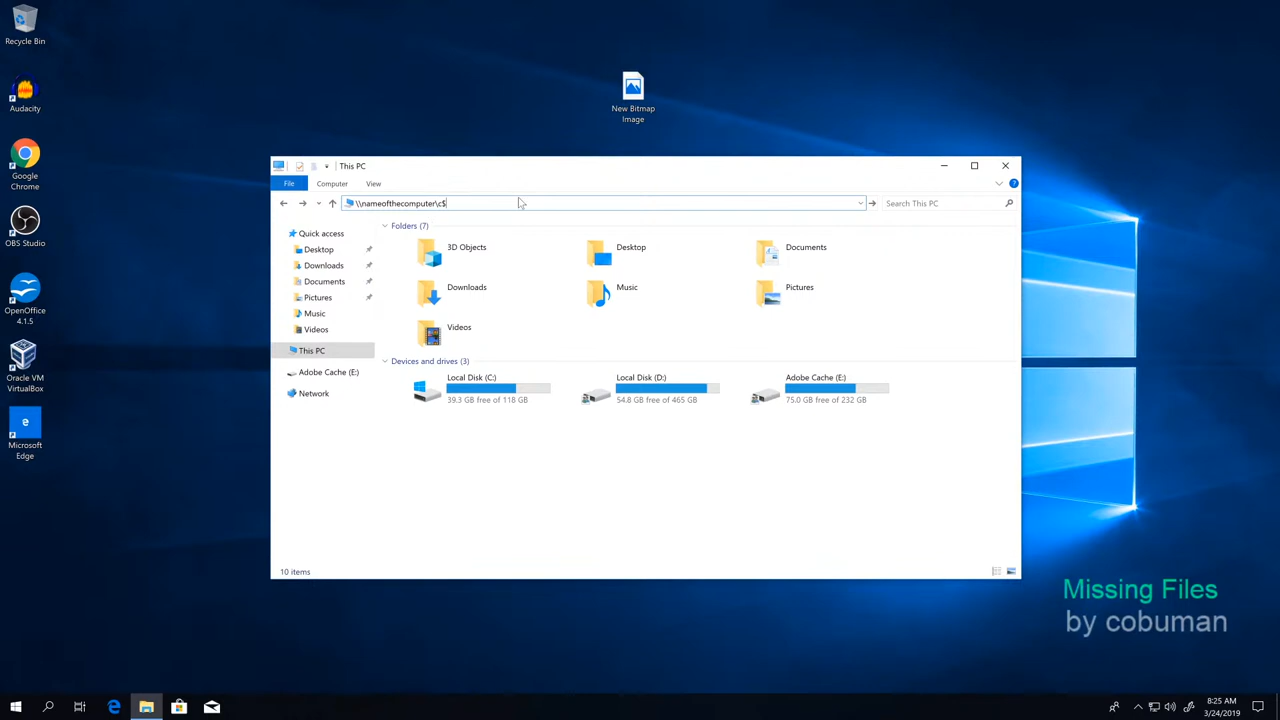 Recycle Bin
Audacity
Google
Chrome
OBS Studio
OpenOffice
4.1.5
Oracle VM
VirtualBox
e
Microsoft
Edge
New Bitmap
Image
This PC
File
Computer
View
\\nameofthecomputer\c$
Search This PC
Quick access
Desktop
Downloads
Documents
Pictures
Music
Videos
This PC
Adobe Cache (E:)
Network
Folders (7)
3D Objects
Desktop
Documents
Downloads
Music
Pictures
Videos
Devices and drives (3)
Local Disk (C:)
39.3 GB free of 118 GB
Local Disk (D:)
54.8 GB free of 465 GB
Adobe Cache (E:)
75.0 GB free of 232 GB
10 items
Missing Files
by cobuman
8:25 AM
3/24/2019